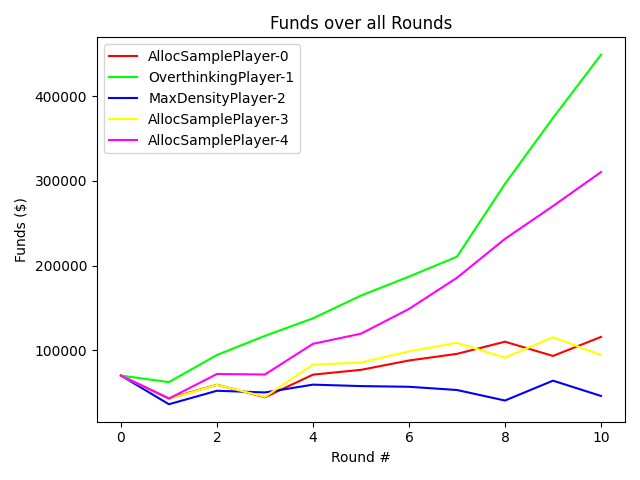 Funds over all Rounds
AllocSamplePlayer-0
OverthinkingPlayer-1
MaxDensityPlayer-2
AllocSamplePlayer-3
AllocSamplePlayer-4
Funds ($)
400000
300000
200000
100000
0 2 4 6 8 10
Round #